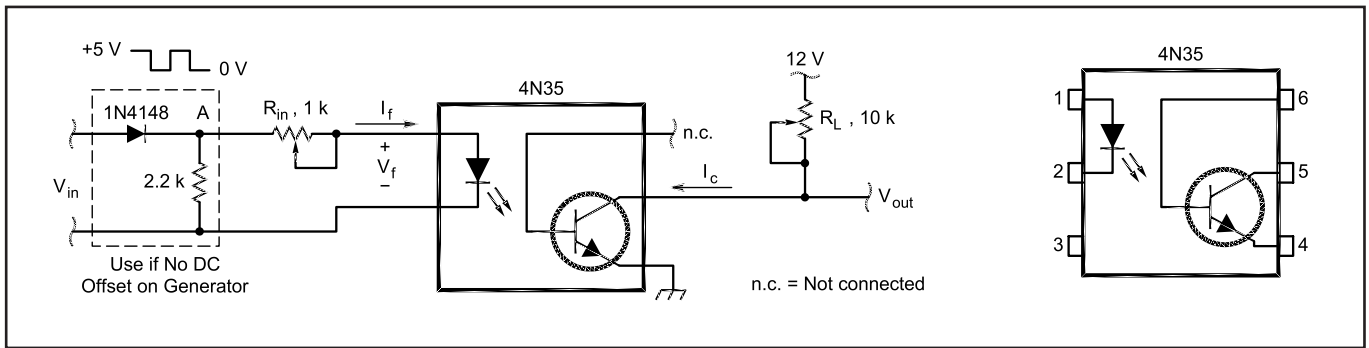 +5 V
0 V
1N4148
A
R_in , 1 k
I_f
2.2 k
V_in
+
V_f
−
Use if No DC
Offset on Generator
4N35
n.c.
I_c
12 V
R_L , 10 k
V_out
n.c. = Not connected
4N35
1
2
3
6
5
4